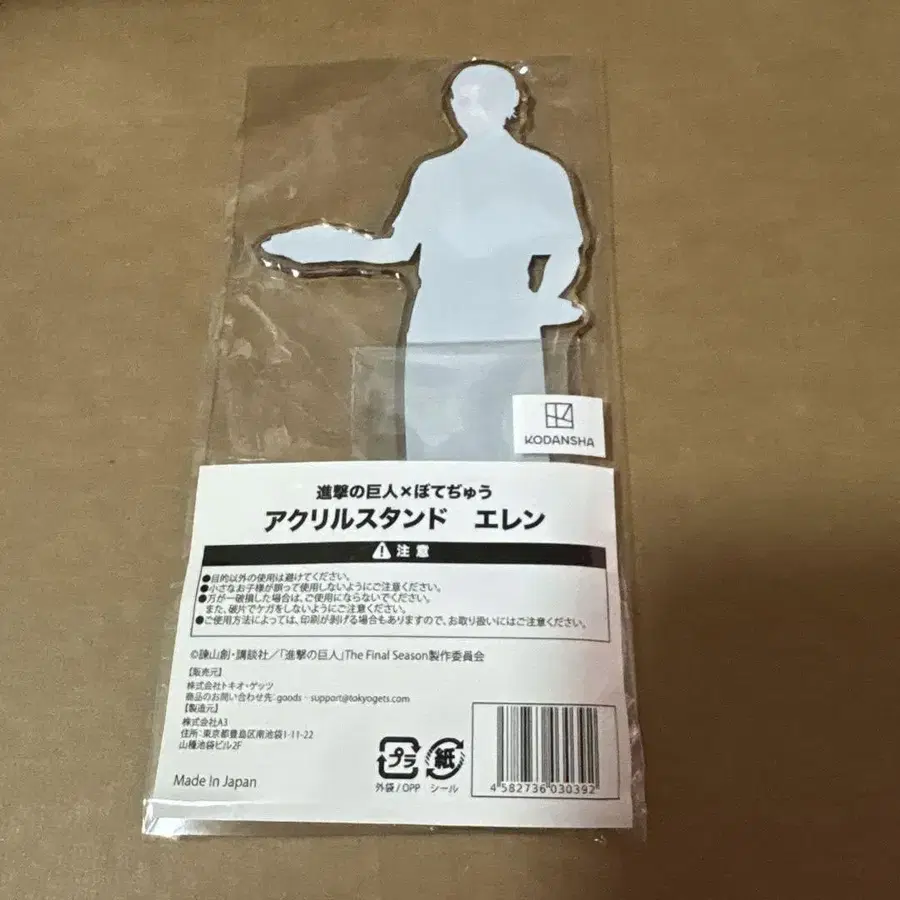 KODANSHA
進撃の巨人×ぼてぢゅう
アクリルスタンド　エレン
注意
●目的以外の使用は避けてください。
●小さなお子様が誤って使用しないようにご注意ください。
●万が一破損した場合は、ご使用にならないでください。
また、破片でケガをしないようにご注意ください。
●ご使用方法によっては、印刷が剥げる場合もありますので、お取り扱いにはご注意ください。
©諫山創・講談社／「進撃の巨人」The Final Season製作委員会
【販売元】
株式会社トキオ・ゲッツ
商品のお問い合わせ先:goods‐support@tokyogets.com
【製造元】
株式会社A3
住所:東京都豊島区南池袋1-11-22
山種池袋ビル2F
Made In Japan
プラ
外袋/OPP
紙
シール
4582736030392